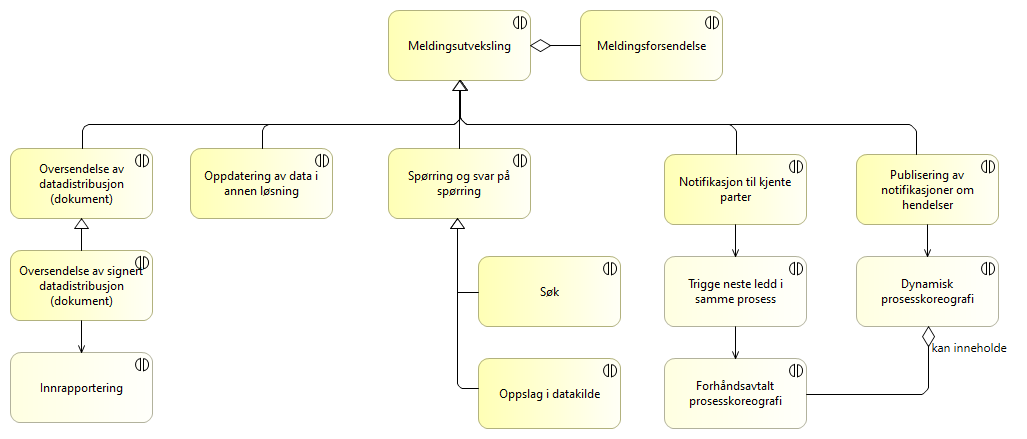 Meldingsutveksling
Meldingsforsendelse
Oversendelse av
datadistribusjon
(dokument)
Oppdatering av data i
annen løsning
Spørring og svar på
spørring
Notifikasjon til kjente
parter
Publisering av
notifikasjoner om
hendelser
Oversendelse av signert
datadistribusjon
(dokument)
Søk
Trigge neste ledd i
samme prosess
Dynamisk
prosesskoreografi
kan inneholde
Innrapportering
Oppslag i datakilde
Forhåndsavtalt
prosesskoreografi